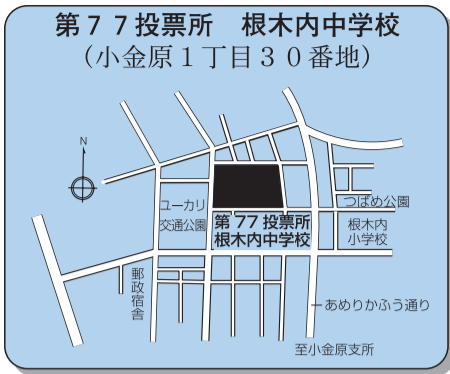 第７７投票所　根木内中学校
（小金原１丁目３０番地）
N
ユーカリ
交通公園
第77投票所
根木内中学校
つばめ公園
根木内
小学校
郵政宿舎
あめりかふう通り
至小金原支所